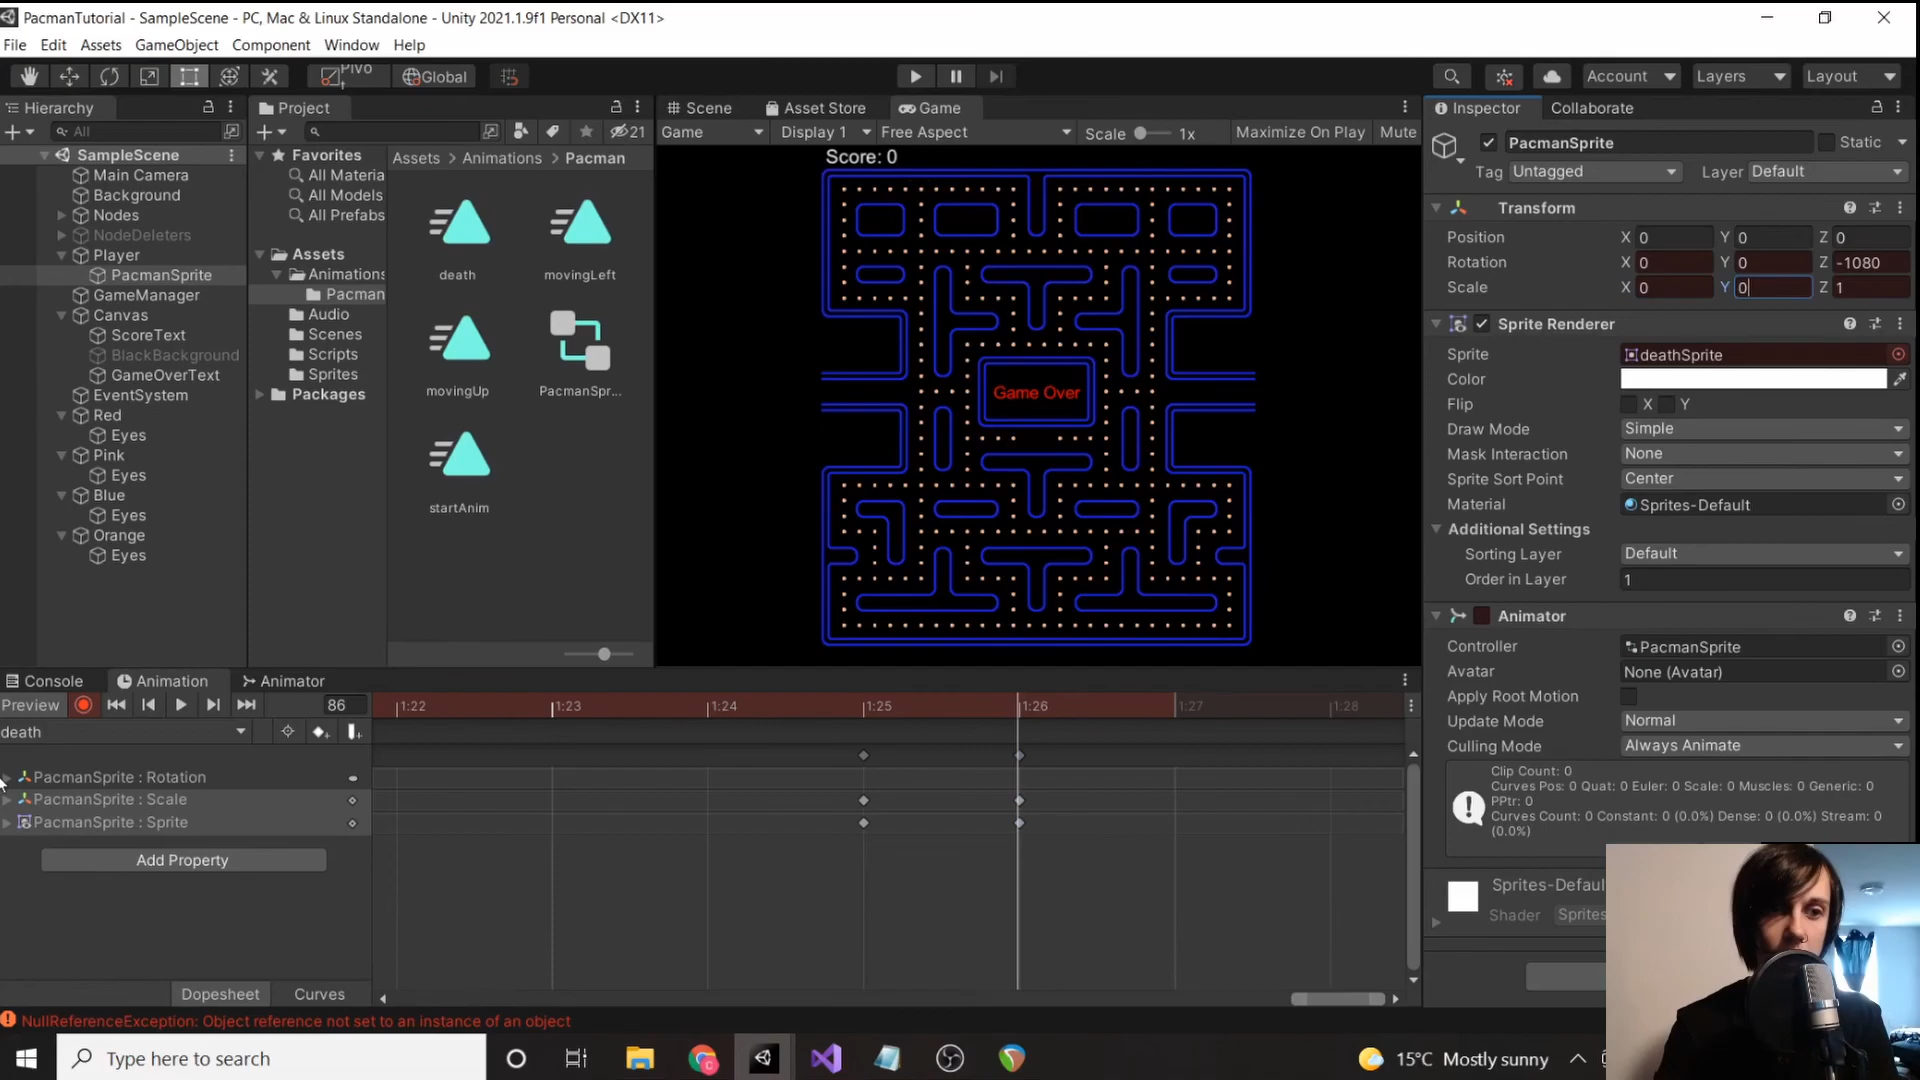 PacmanTutorial - SampleScene - PC, Mac & Linux Standalone - Unity 2021.1.9f1 Personal <DX11>
File Edit Assets GameObject Component Window Help
Global
Account Layers Layout
Hierarchy
All
SampleScene
Main Camera
Background
Nodes
NodeDeleters
Player
PacmanSprite
GameManager
Canvas
ScoreText
BlackBackground
GameOverText
EventSystem
Red
Eyes
Pink
Eyes
Blue
Eyes
Orange
Eyes
Project
21
Favorites
All Materia
All Models
All Prefabs
Assets
Animations
Pacman
Audio
Scenes
Scripts
Sprites
Packages
Assets > Animations > Pacman
death movingLeft
movingUp PacmanSpr...
startAnim
Scene Asset Store Game
Game Display 1 Free Aspect Scale 1x Maximize On Play Mute
Score: 0
Game Over
Inspector Collaborate
PacmanSprite Static
Tag Untagged Layer Default
Transform
Position X 0 Y 0 Z 0
Rotation X 0 Y 0 Z -1080
Scale X 0 Y 0 Z 1
Sprite Renderer
Sprite deathSprite
Color
Flip X Y
Draw Mode Simple
Mask Interaction None
Sprite Sort Point Center
Material Sprites-Default
Additional Settings
Sorting Layer Default
Order in Layer 1
Animator
Controller PacmanSprite
Avatar None (Avatar)
Apply Root Motion
Update Mode Normal
Culling Mode Always Animate
Clip Count: 0
Curves Pos: 0 Quat: 0 Euler: 0 Scale: 0 Muscles: 0 Generic: 0
PPtr: 0
Curves Count: 0 Constant: 0 (0.0%) Dense: 0 (0.0%) Stream: 0
(0.0%)
Sprites-Defaul
Shader Sprites
Console Animation Animator
Preview 86
1:22 1:23 1:24 1:25 1:26 1:27 1:28
death
PacmanSprite : Rotation
PacmanSprite : Scale
PacmanSprite : Sprite
Add Property
Dopesheet Curves
NullReferenceException: Object reference not set to an instance of an object
Type here to search
15°C Mostly sunny